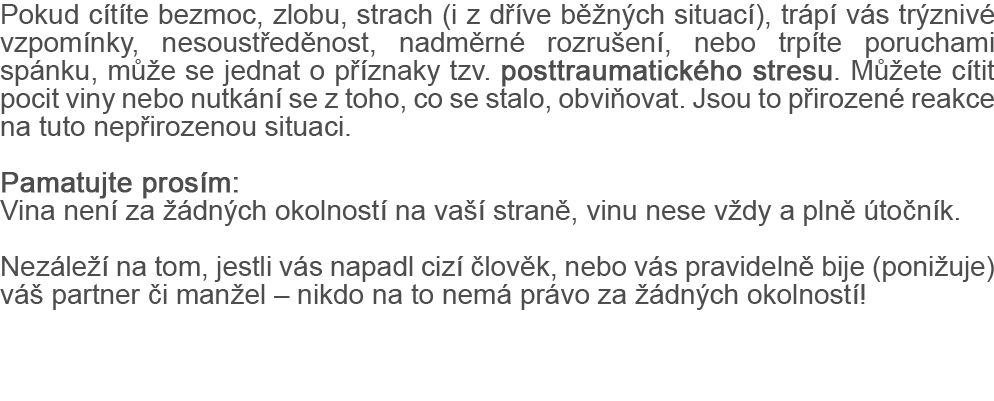 Pokud cítíte bezmoc, zlobu, strach (i z dříve běžných situací), trápí vás trýznivé
vzpomínky, nesoustředěnost, nadměrné rozrušení, nebo trpíte poruchami
spánku, může se jednat o příznaky tzv. posttraumatického stresu. Můžete cítit
pocit viny nebo nutkání se z toho, co se stalo, obviňovat. Jsou to přirozené reakce
na tuto nepřirozenou situaci.
Pamatujte prosím:
Vina není za žádných okolností na vaší straně, vinu nese vždy a plně útočník.
Nezáleží na tom, jestli vás napadl cizí člověk, nebo vás pravidelně bije (ponižuje)
váš partner či manžel – nikdo na to nemá právo za žádných okolností!